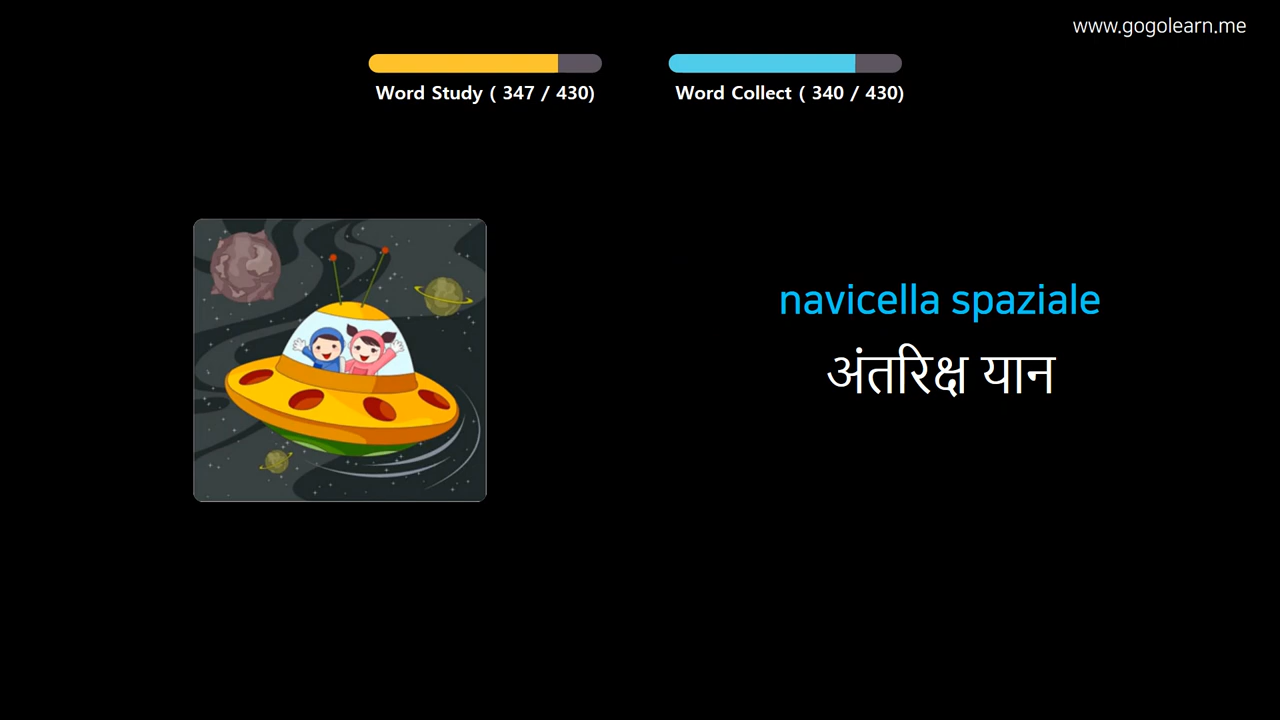 www.gogolearn.me
Word Study ( 347 / 430)
Word Collect ( 340 / 430)
navicella spaziale
अंतरिक्ष यान